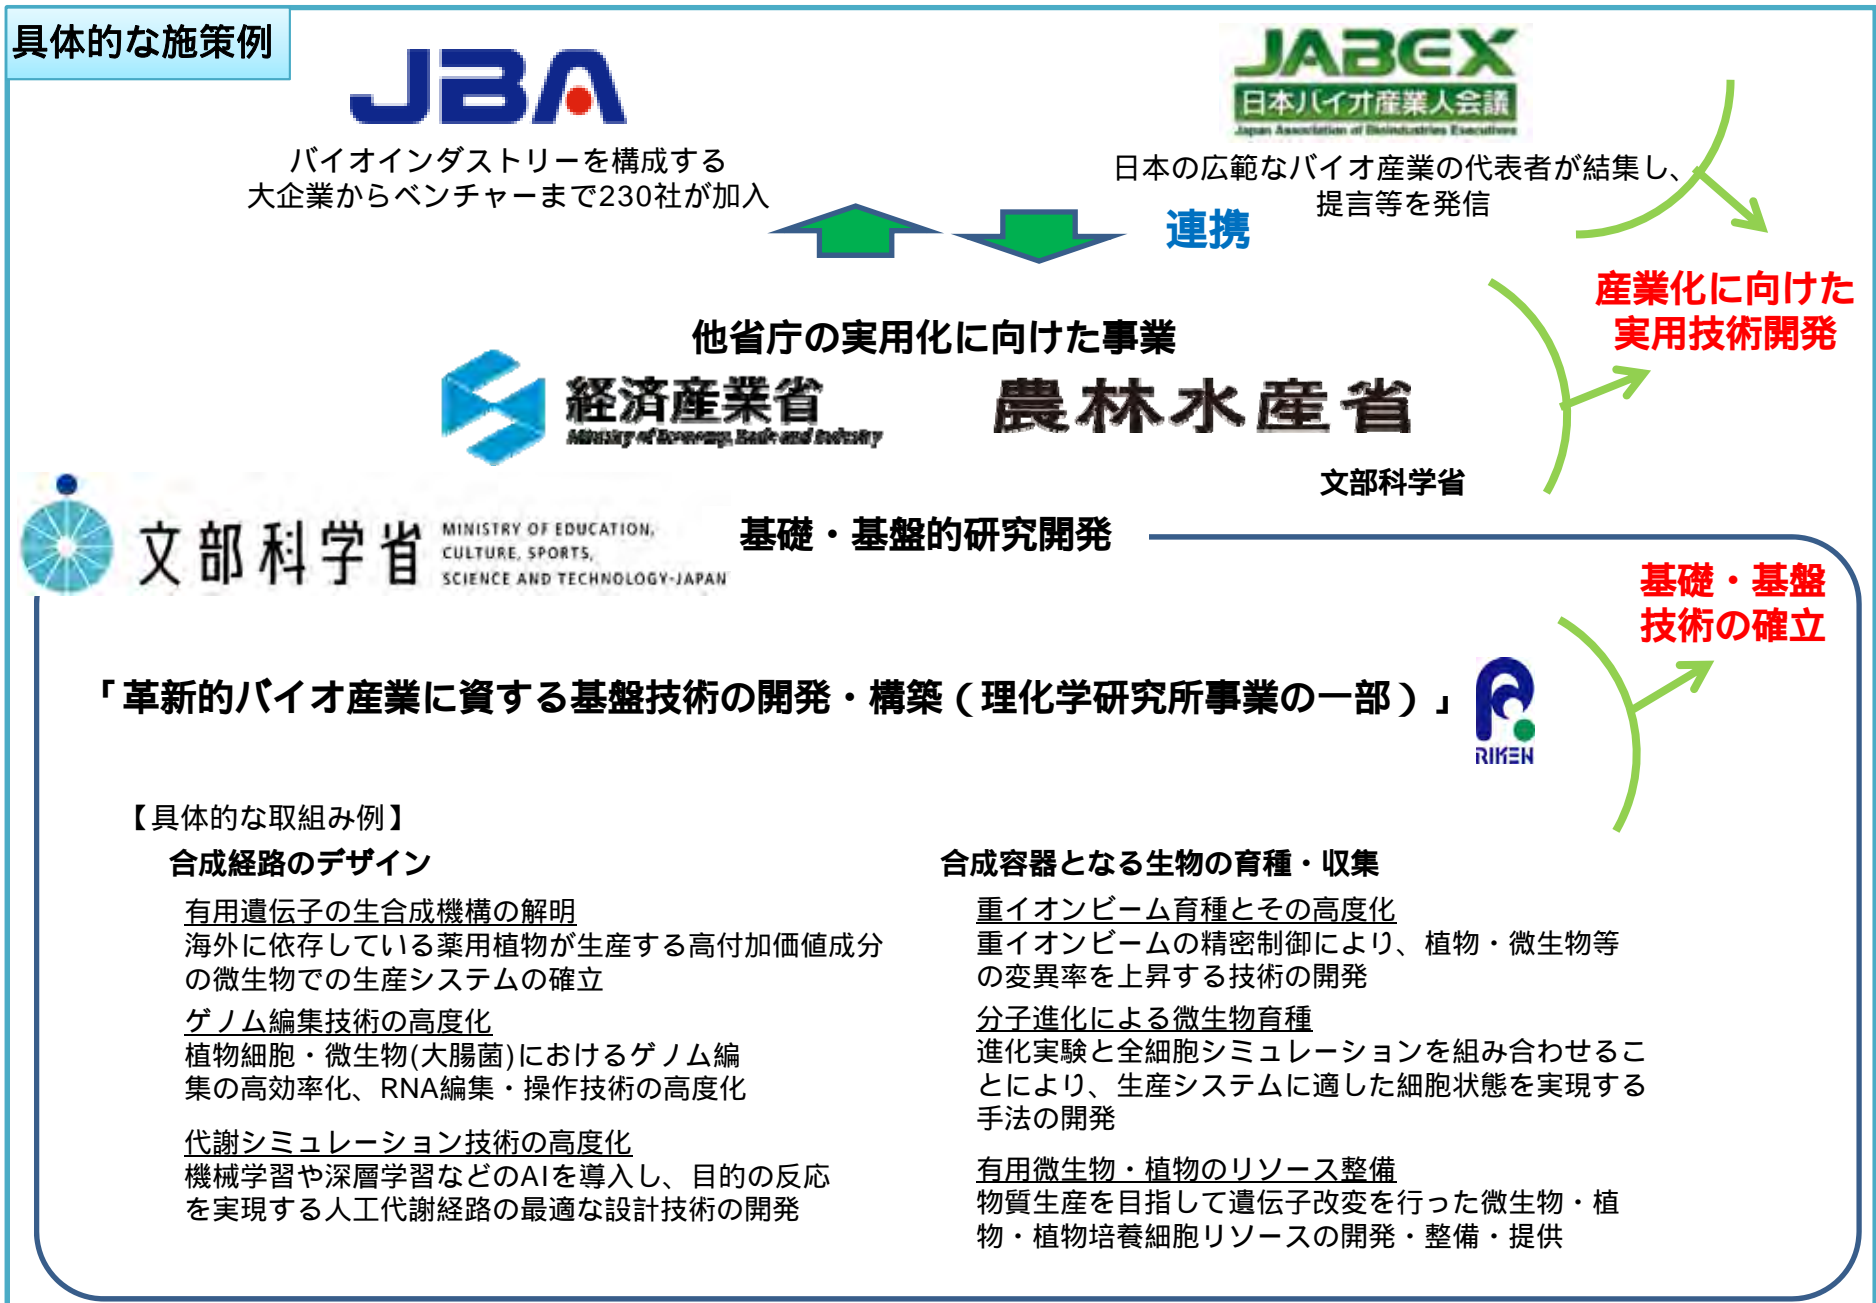 具体的な施策例
JBA
バイオインダストリーを構成する
大企業からベンチャーまで230社が加入
JABEX
日本バイオ産業人会議
Japan Association of Bioindustries Executives
日本の広範なバイオ産業の代表者が結集し、
提言等を発信
連携
産業化に向けた
実用技術開発
他省庁の実用化に向けた事業
経済産業省
Ministry of Economy, Trade and Industry
農林水産省
文部科学省
文部科学省
MINISTRY OF EDUCATION,
CULTURE, SPORTS,
SCIENCE AND TECHNOLOGY-JAPAN
基礎・基盤的研究開発
基礎・基盤
技術の確立
「革新的バイオ産業に資する基盤技術の開発・構築(理化学研究所事業の一部)」
RIKEN
【具体的な取組み例】
合成経路のデザイン
有用遺伝子の生合成機構の解明
海外に依存している薬用植物が生産する高付加価値成分
の微生物での生産システムの確立
ゲノム編集技術の高度化
植物細胞・微生物(大腸菌)におけるゲノム編
集の高効率化、RNA編集・操作技術の高度化
代謝シミュレーション技術の高度化
機械学習や深層学習などのAIを導入し、目的の反応
を実現する人工代謝経路の最適な設計技術の開発
合成容器となる生物の育種・収集
重イオンビーム育種とその高度化
重イオンビームの精密制御により、植物・微生物等
の変異率を上昇する技術の開発
分子進化による微生物育種
進化実験と全細胞シミュレーションを組み合わせるこ
とにより、生産システムに適した細胞状態を実現する
手法の開発
有用微生物・植物のリソース整備
物質生産を目指して遺伝子改変を行った微生物・植
物・植物培養細胞リソースの開発・整備・提供